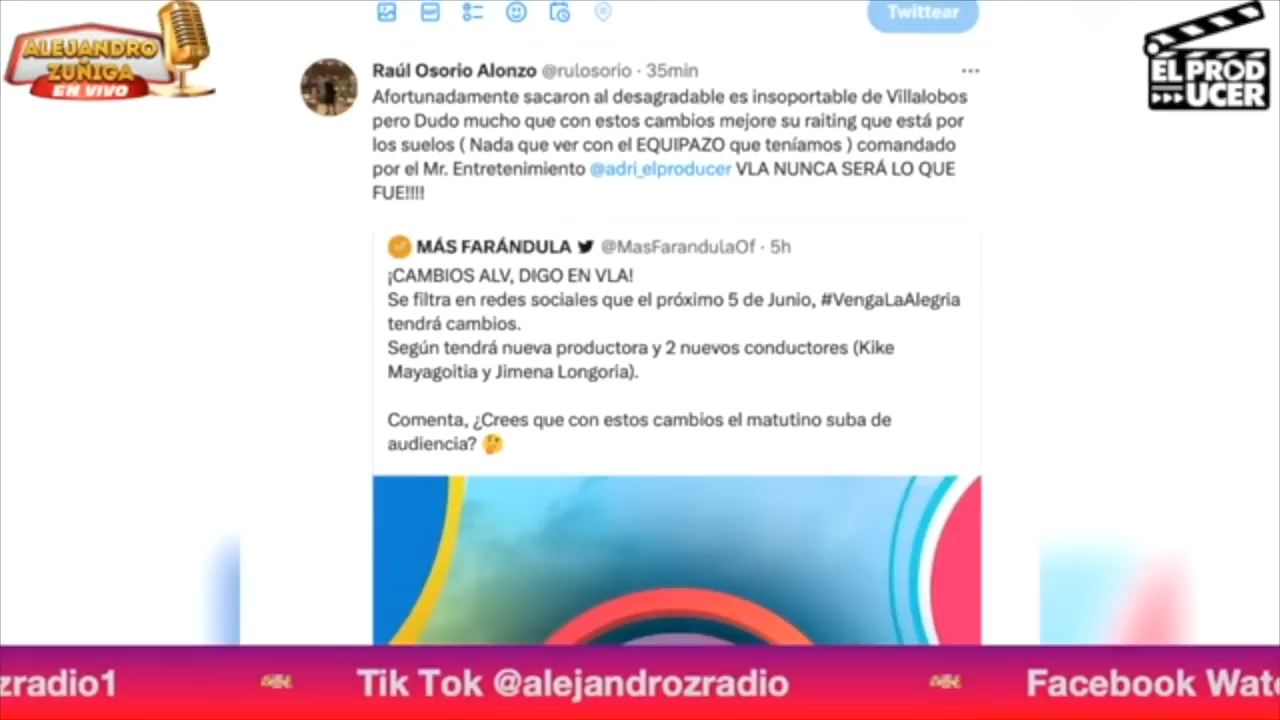 ALEJANDRO
ZUÑIGA
EN VIVO
Twittear
EL PROD
UCER
Raúl Osorio Alonzo @rulosorio · 35min
Afortunadamente sacaron al desagradable es insoportable de Villalobos
pero Dudo mucho que con estos cambios mejore su raiting que está por
los suelos ( Nada que ver con el EQUIPAZO que teníamos ) comandado
por el Mr. Entretenimiento @adri_elproducer VLA NUNCA SERÁ LO QUE
FUE!!!!
MÁS FARÁNDULA @MasFarandulaOf · 5h
¡CAMBIOS ALV, DIGO EN VLA!
Se filtra en redes sociales que el próximo 5 de Junio, #VengaLaAlegria
tendrá cambios.
Según tendrá nueva productora y 2 nuevos conductores (Kike
Mayagoitia y Jimena Longoria).
Comenta, ¿Crees que con estos cambios el matutino suba de
audiencia? 🤔
zradio1 Tik Tok @alejandrozradio Facebook Wat